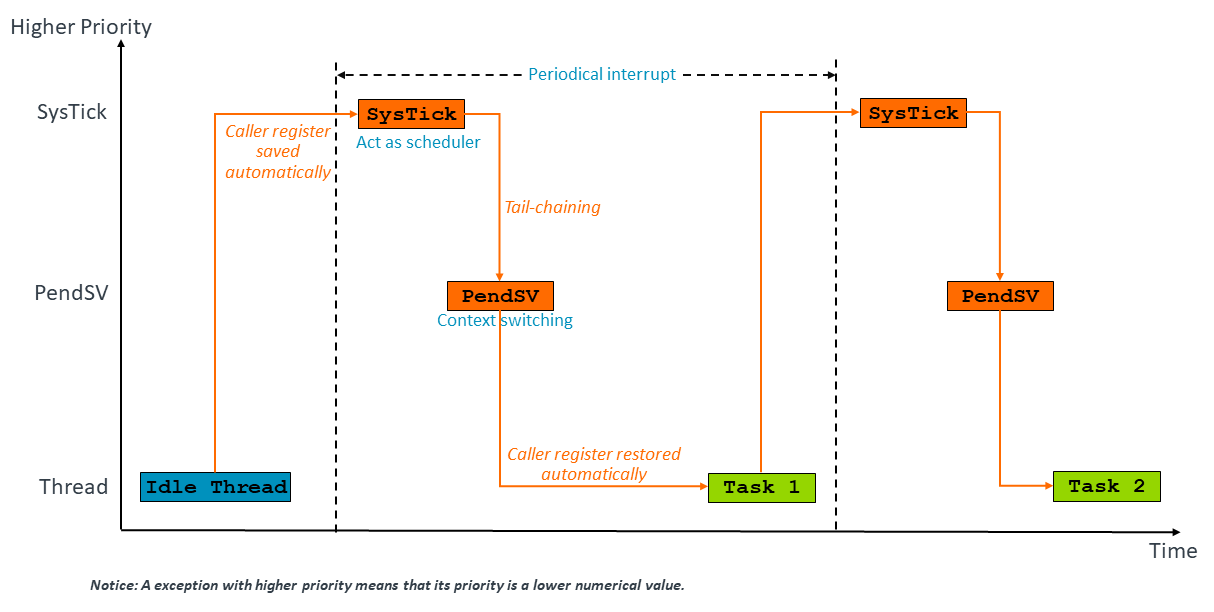 Higher Priority
Periodical interrupt
SysTick
SysTick
SysTick
Caller register
saved
automatically
Act as scheduler
Tail-chaining
PendSV
PendSV
PendSV
Context switching
Caller register restored
automatically
Thread
Idle Thread
Task 1
Task 2
Time
Notice: A exception with higher priority means that its priority is a lower numerical value.